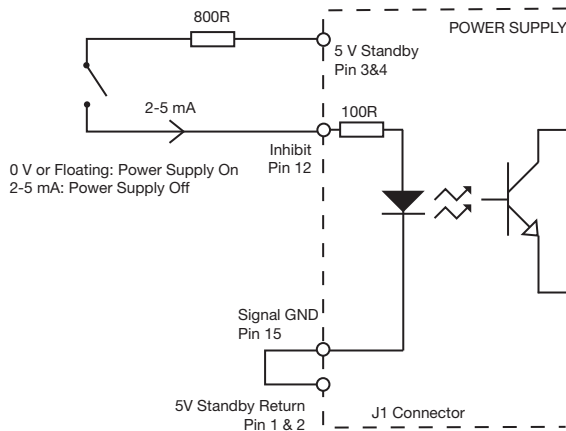 800R
POWER SUPPLY
5 V Standby
Pin 3&4
2-5 mA
100R
Inhibit
Pin 12
0 V or Floating: Power Supply On
2-5 mA: Power Supply Off
Signal GND
Pin 15
5V Standby Return
Pin 1 & 2
J1 Connector